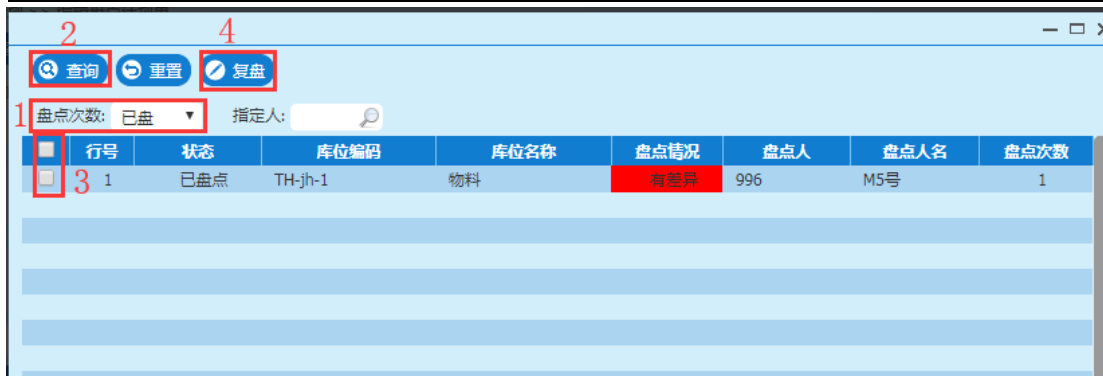 2 4
查询 重置 复盘
1 盘点次数: 已盘 指定人:
行号 状态 库位编码 库位名称 盘点情况 盘点人 盘点人名 盘点次数
3 1 已盘点 TH-jh-1 物料 有差异 996 M5号 1